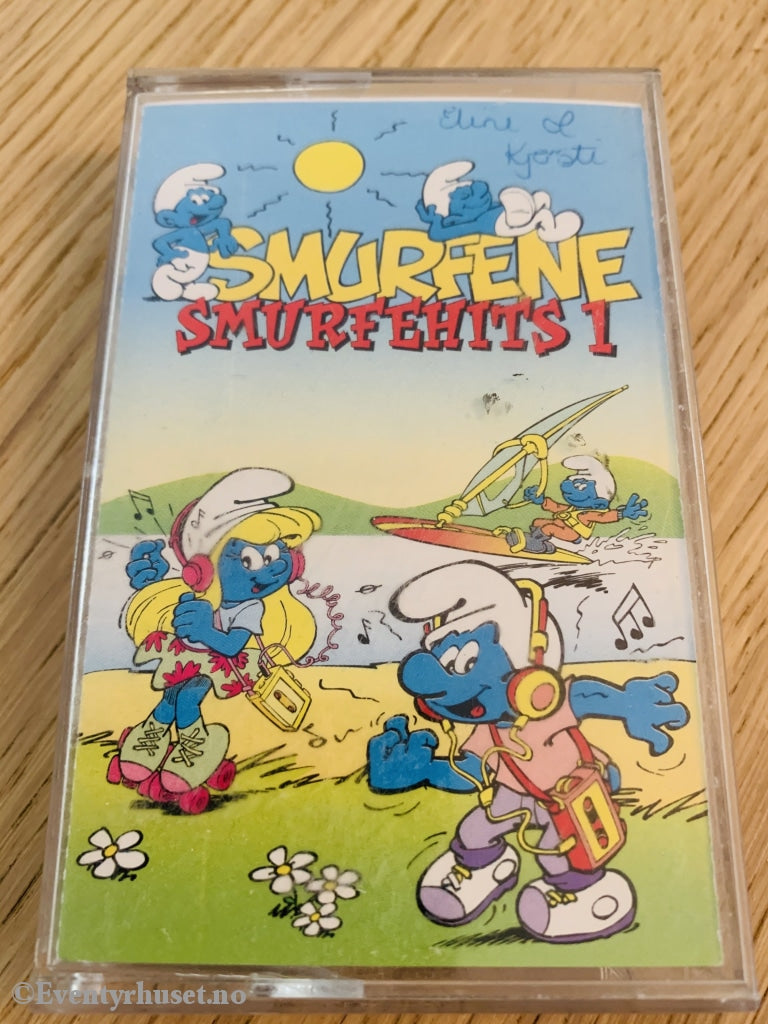 Eline &
Kjersti
SMURFENE
SMURFEHITS 1
©Eventyrhuset.no